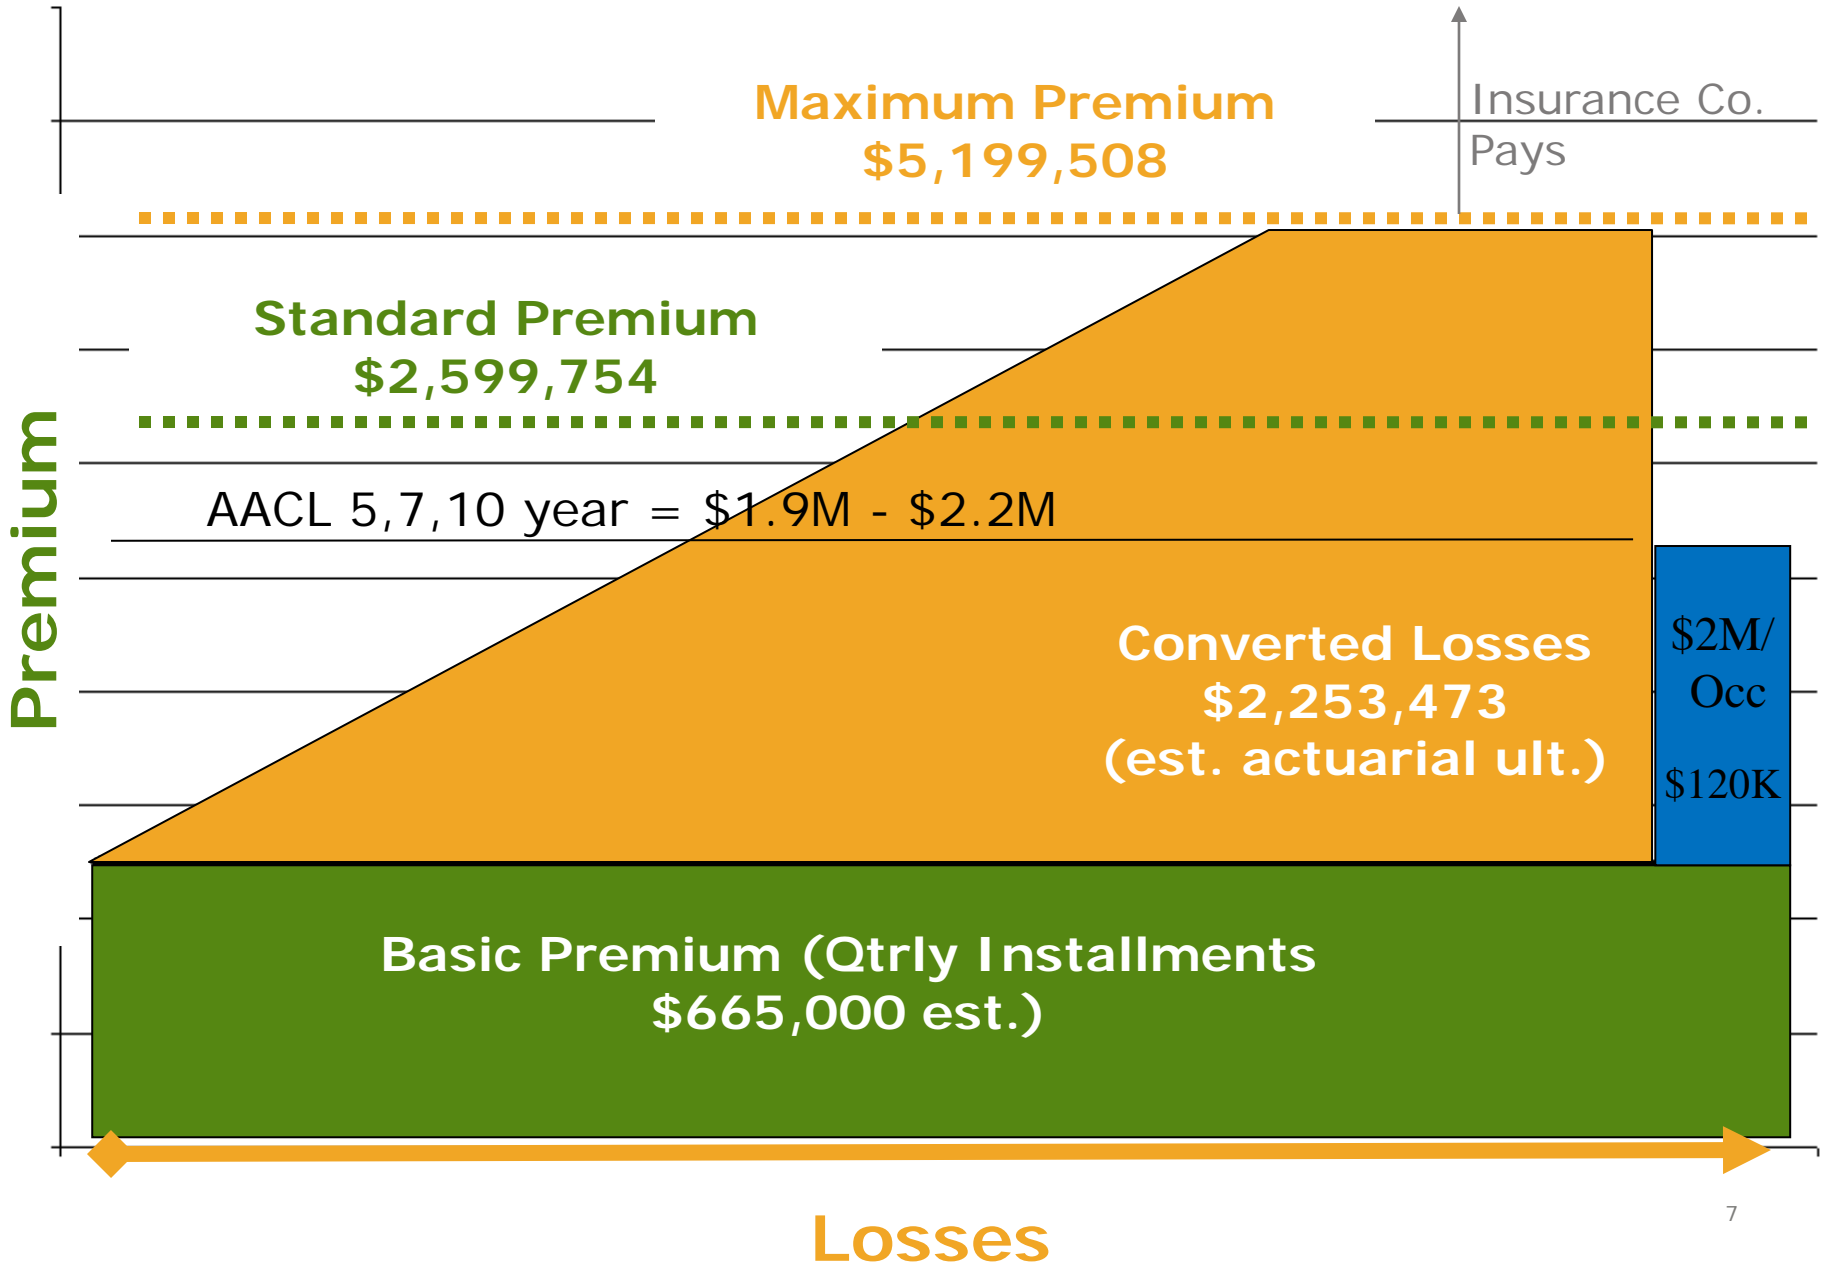 Maximum Premium
$5,199,508
Insurance Co.
Pays
Standard Premium
$2,599,754
Premium
AACL 5,7,10 year = $1.9M - $2.2M
Converted Losses
$2,253,473
(est. actuarial ult.)
$2M/
Occ
$120K
Basic Premium (Qtrly Installments
$665,000 est.)
Losses
7